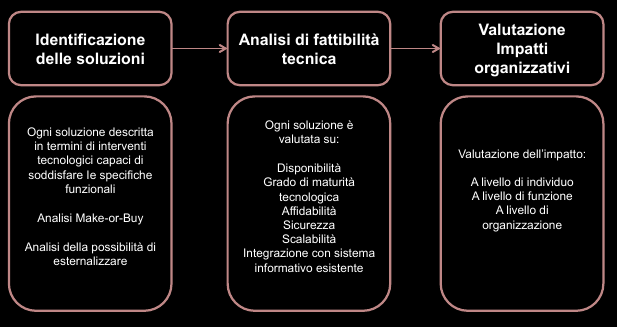 Identificazione
delle soluzioni
Analisi di fattibilità
tecnica
Valutazione
Impatti
organizzativi
Ogni soluzione descritta
in termini di interventi
tecnologici capaci di
soddisfare le specifiche
funzionali
Analisi Make-or-Buy
Analisi della possibilità di
esternalizzare
Ogni soluzione è
valutata su:
Disponibilità
Grado di maturità
tecnologica
Affidabilità
Sicurezza
Scalabilità
Integrazione con sistema
informativo esistente
Valutazione dell'impatto:
A livello di individuo
A livello di funzione
A livello di
organizzazione